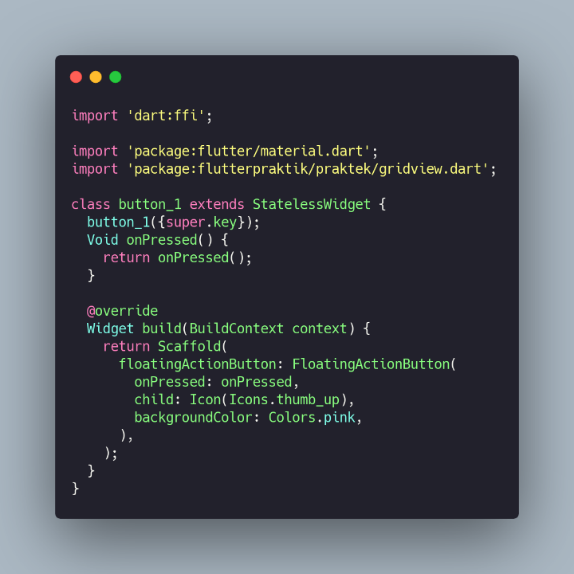 import 'dart:ffi';

import 'package:flutter/material.dart';
import 'package:flutterpraktik/praktek/gridview.dart';

class button_1 extends StatelessWidget {
  button_1({super.key});
  Void onPressed() {
    return onPressed();
  }

  @override
  Widget build(BuildContext context) {
    return Scaffold(
      floatingActionButton: FloatingActionButton(
        onPressed: onPressed,
        child: Icon(Icons.thumb_up),
        backgroundColor: Colors.pink,
      ),
    );
  }
}